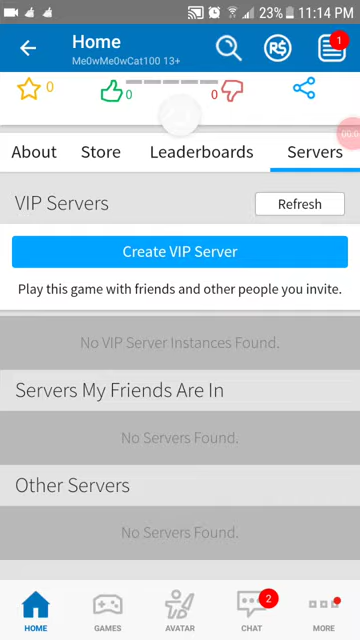 23% 11:14 PM
Home
Me0wMe0wCat100 13+
R$
1
0
0
0
About Store Leaderboards Servers
VIP Servers
Refresh
Create VIP Server
Play this game with friends and other people you invite.
No VIP Server Instances Found.
Servers My Friends Are In
No Servers Found.
Other Servers
No Servers Found.
2
HOME GAMES AVATAR CHAT MORE